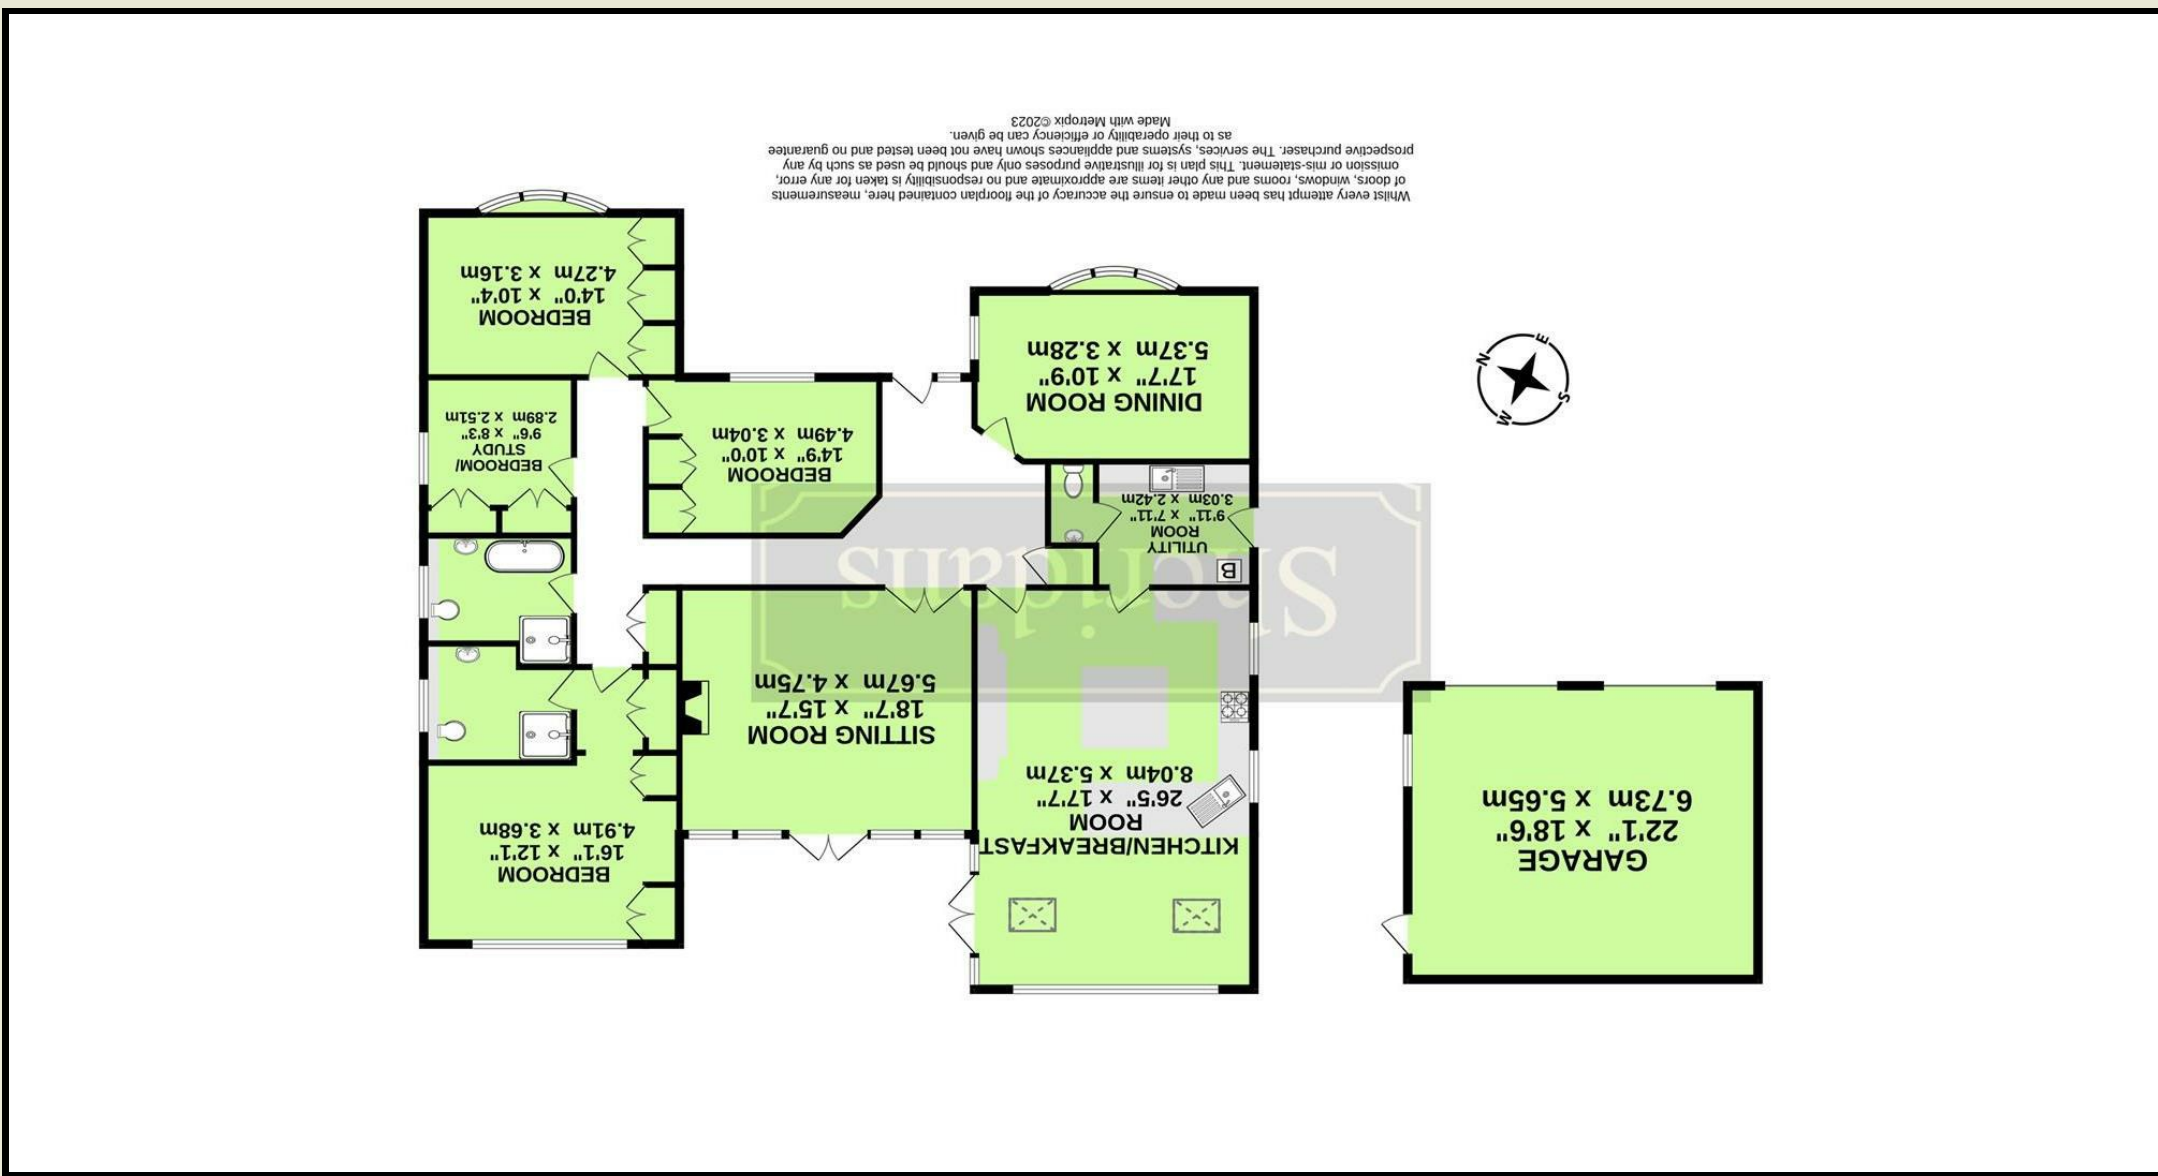 GARAGE
22'1" x 18'6"
6.73m x 5.65m
KITCHEN/BREAKFAST
ROOM
26'5" x 17'7"
8.04m x 5.37m
BEDROOM
16'1" x 12'1"
4.91m x 3.68m
SITTING ROOM
18'7" x 15'7"
5.67m x 4.75m
B
UTILITY
ROOM
9'11" x 7'11"
3.03m x 2.42m
BEDROOM
14'9" x 10'0"
4.49m x 3.04m
BEDROOM/
STUDY
9'6" x 8'3"
2.89m x 2.51m
DINING ROOM
17'7" x 10'9"
5.37m x 3.28m
BEDROOM
14'0" x 10'4"
4.27m x 3.16m
N
E
S
W
Whilst every attempt has been made to ensure the accuracy of the floorplan contained here, measurements
of doors, windows, rooms and any other items are approximate and no responsibility is taken for any error,
omission or mis-statement. This plan is for illustrative purposes only and should be used as such by any
prospective purchaser. The services, systems and appliances shown have not been tested and no guarantee
as to their operability or efficiency can be given.
Made with Metropix ©2023